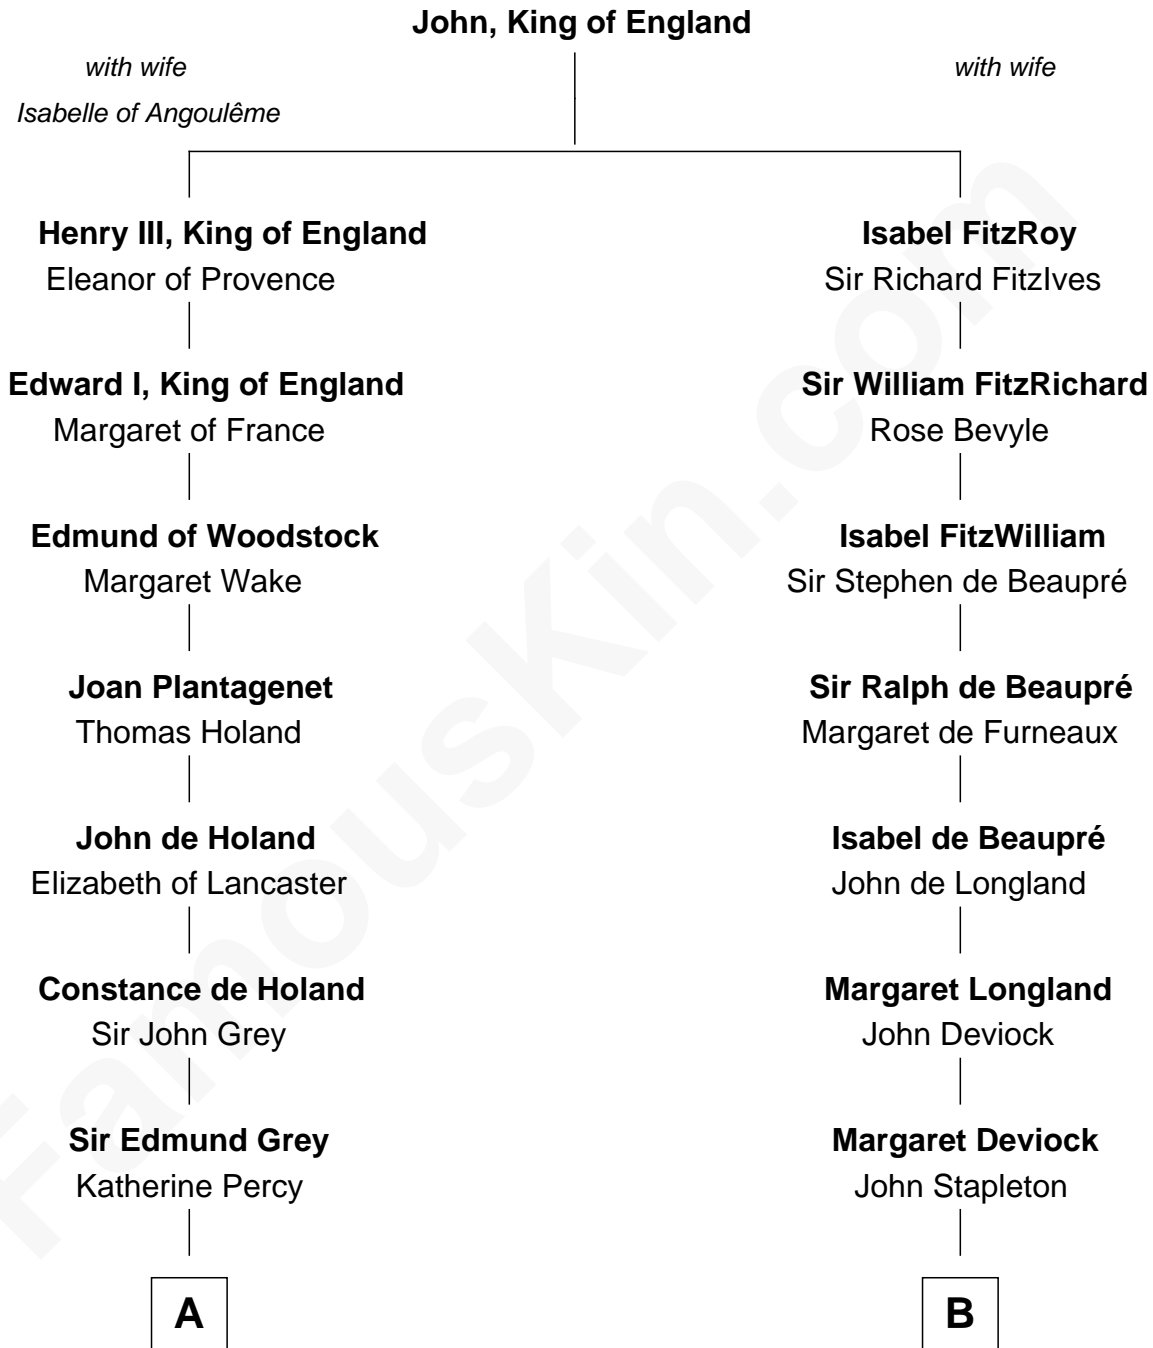 John, King of England
with wife
Isabelle of Angoulême
with wife
Henry III, King of England
Eleanor of Provence
Isabel FitzRoy
Sir Richard FitzIves
Edward I, King of England
Margaret of France
Sir William FitzRichard
Rose Bevyle
Edmund of Woodstock
Margaret Wake
Isabel FitzWilliam
Sir Stephen de Beaupré
Joan Plantagenet
Thomas Holand
Sir Ralph de Beaupré
Margaret de Furneaux
John de Holand
Elizabeth of Lancaster
Isabel de Beaupré
John de Longland
Constance de Holand
Sir John Grey
Margaret Longland
John Deviock
Sir Edmund Grey
Katherine Percy
Margaret Deviock
John Stapleton
A
B
FamousKin.com